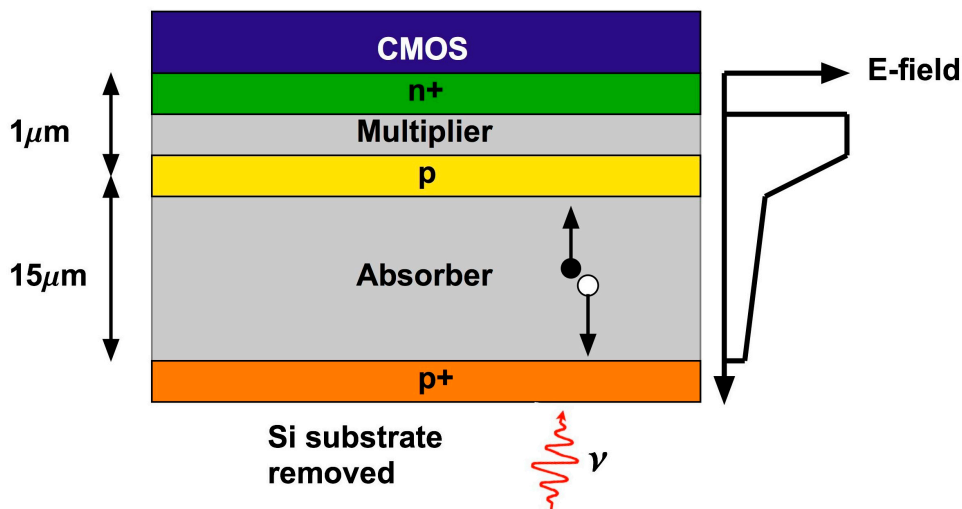 CMOS
E-field
n+
1μm
Multiplier
p
15μm
Absorber
p+
Si substrate
removed
ν